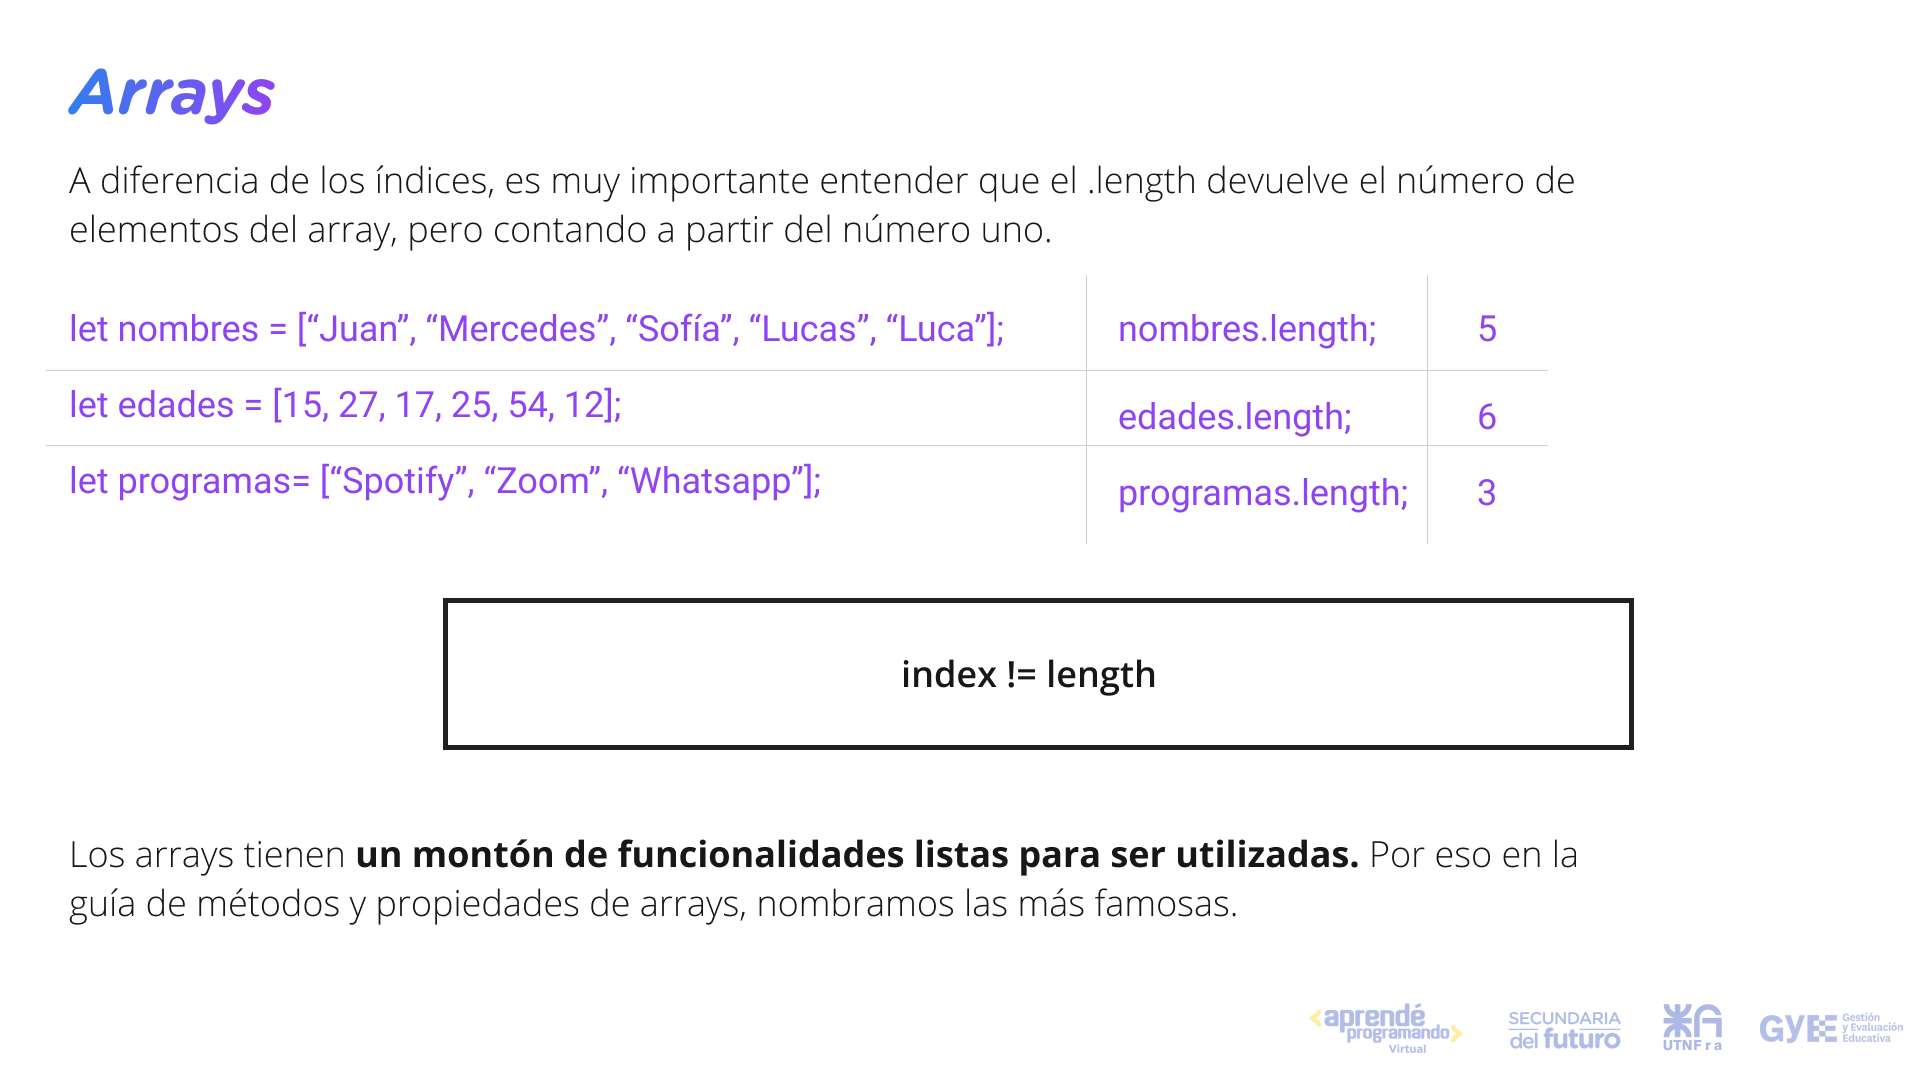 Arrays
A diferencia de los índices, es muy importante entender que el .length devuelve el número de
elementos del array, pero contando a partir del número uno.
let nombres = [“Juan”, “Mercedes”, “Sofía”, “Lucas”, “Luca”]; nombres.length; 5
let edades = [15, 27, 17, 25, 54, 12]; edades.length; 6
let programas= [“Spotify”, “Zoom”, “Whatsapp”]; programas.length; 3
index != length
Los arrays tienen un montón de funcionalidades listas para ser utilizadas. Por eso en la
guía de métodos y propiedades de arrays, nombramos las más famosas.
<aprendé
programando>
Virtual
SECUNDARIA
del futuro
UTNFra
GYEE Gestión
y Evaluación
Educativa